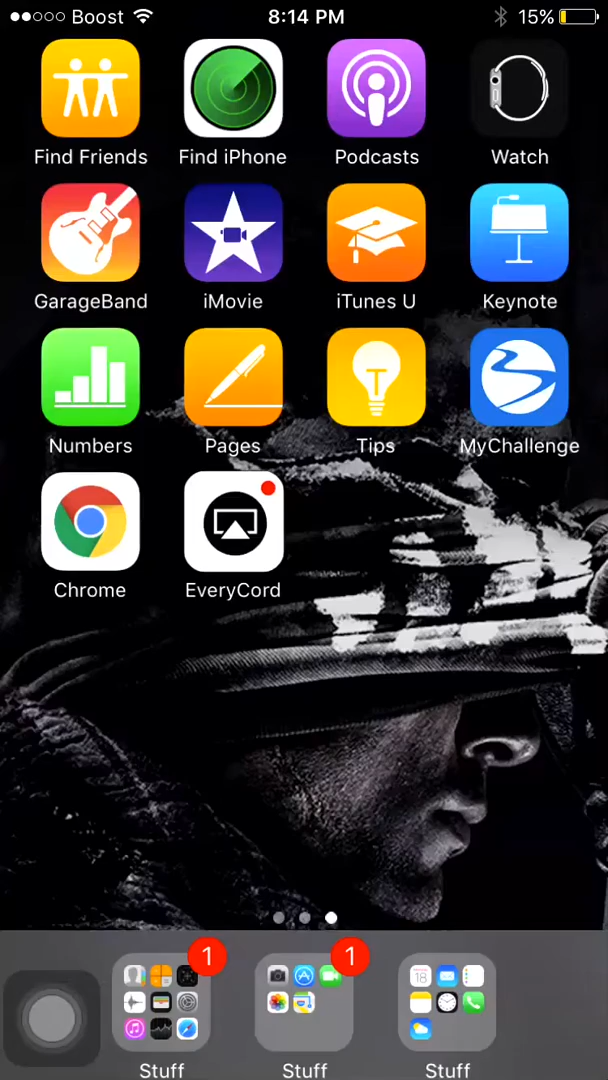 Boost 8:14 PM 15%
Find Friends Find iPhone Podcasts Watch
GarageBand iMovie iTunes U Keynote
T
Numbers Pages Tips MyChallenge
Chrome EveryCord
1 1
18
Stuff Stuff Stuff